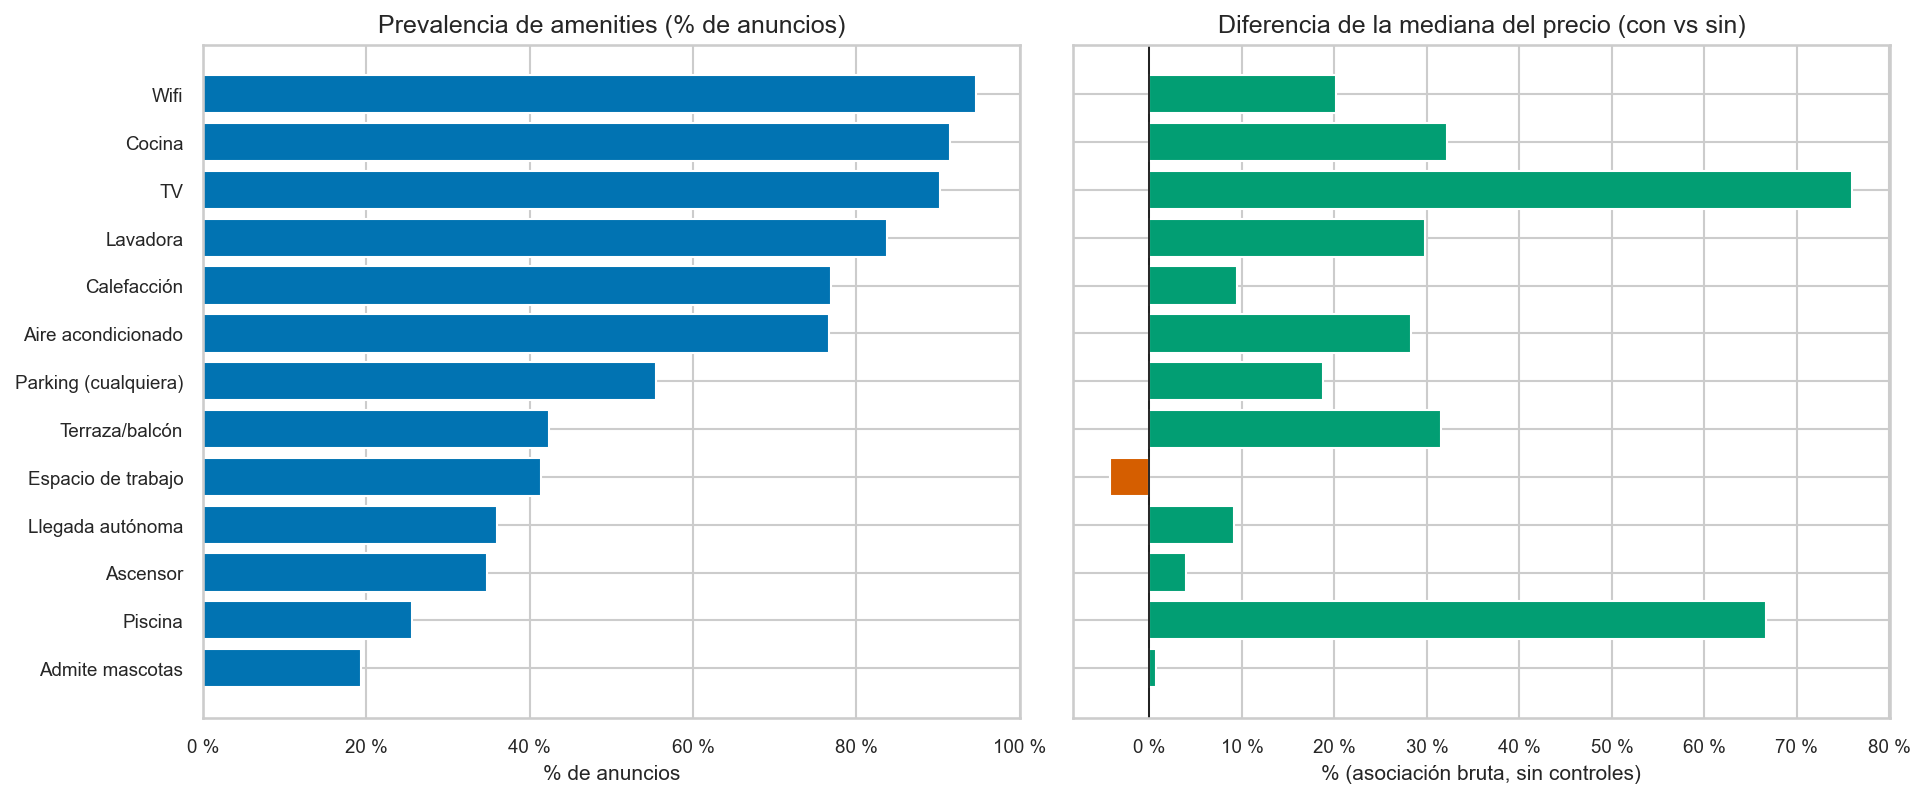 Prevalencia de amenities (% de anuncios)
Wifi
Cocina
TV
Lavadora
Calefacción
Aire acondicionado
Parking (cualquiera)
Terraza/balcón
Espacio de trabajo
Llegada autónoma
Ascensor
Piscina
Admite mascotas
0 % 20 % 40 % 60 % 80 % 100 %
% de anuncios
Diferencia de la mediana del precio (con vs sin)
0 % 10 % 20 % 30 % 40 % 50 % 60 % 70 % 80 %
% (asociación bruta, sin controles)